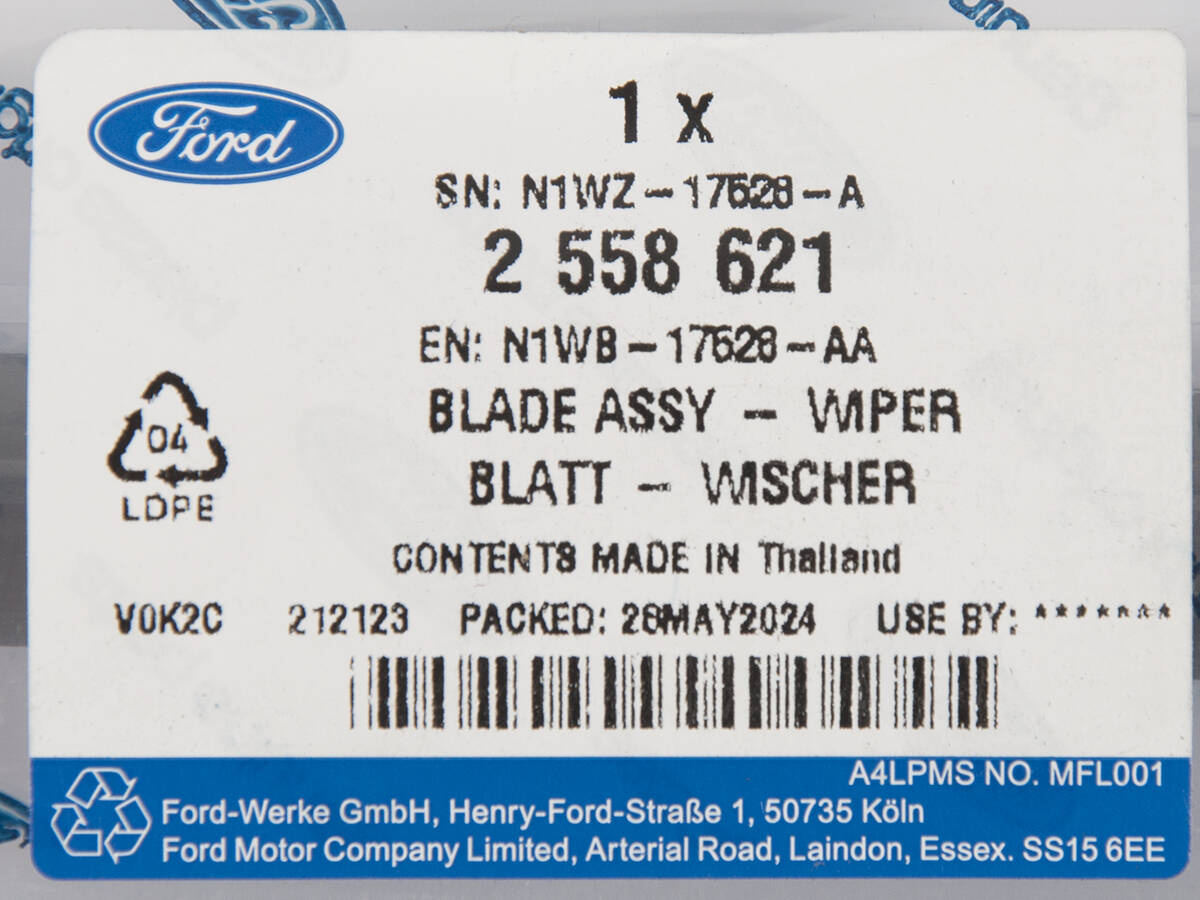 Ford
1 x
SN: N1WZ-17528-A
2 558 621
EN: N1WB-17528-AA
BLADE ASSY - WIPER
BLATT - WISCHER
04
LDPE
CONTENTS MADE IN Thailand
V0K2C 212123 PACKED: 28MAY2024 USE BY: *******
A4LPMS NO. MFL001
Ford-Werke GmbH, Henry-Ford-Straße 1, 50735 Köln
Ford Motor Company Limited, Arterial Road, Laindon, Essex. SS15 6EE